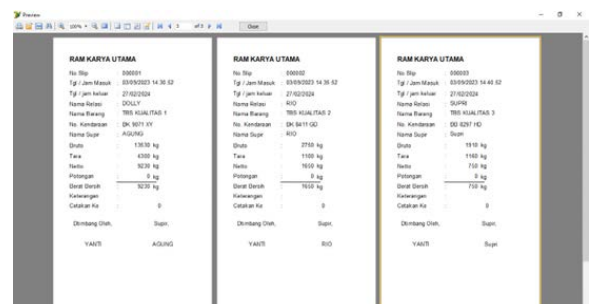 Preview
100%
of 3
Close
RAM KARYA UTAMA
No Slip : 000001
Tgl / Jam Masuk : 03/09/2023 14:30:52
Tgl / jam keluar : 27/02/2024
Nama Relasi : DOLLY
Nama Barang : TBS KUALITAS 1
No. Kendaraan : BK 9071 XY
Nama Supir : AGUNG
Bruto : 13530 kg
Tara : 4300 kg
Netto : 9230 kg
Potongan : 0 kg
Berat Bersih : 9230 kg
Keterangan :
Cetakan Ke : 0
Ditimbang Oleh, Supir,
YANTI AGUNG
RAM KARYA UTAMA
No Slip : 000002
Tgl / Jam Masuk : 03/09/2023 14:35:52
Tgl / jam keluar : 27/02/2024
Nama Relasi : RIO
Nama Barang : TBS KUALITAS 2
No. Kendaraan : BK 8411 GD
Nama Supir : RIO
Bruto : 2750 kg
Tara : 1100 kg
Netto : 1650 kg
Potongan : 0 kg
Berat Bersih : 1650 kg
Keterangan :
Cetakan Ke : 0
Ditimbang Oleh, Supir,
YANTI RIO
RAM KARYA UTAMA
No Slip : 000003
Tgl / Jam Masuk : 03/09/2023 14:40:52
Tgl / jam keluar : 27/02/2024
Nama Relasi : SUPRI
Nama Barang : TBS KUALITAS 3
No. Kendaraan : BB 8297 HD
Nama Supir : Supri
Bruto : 1910 kg
Tara : 1160 kg
Netto : 750 kg
Potongan : 0 kg
Berat Bersih : 750 kg
Keterangan :
Cetakan Ke : 0
Ditimbang Oleh, Supir,
YANTI Supri